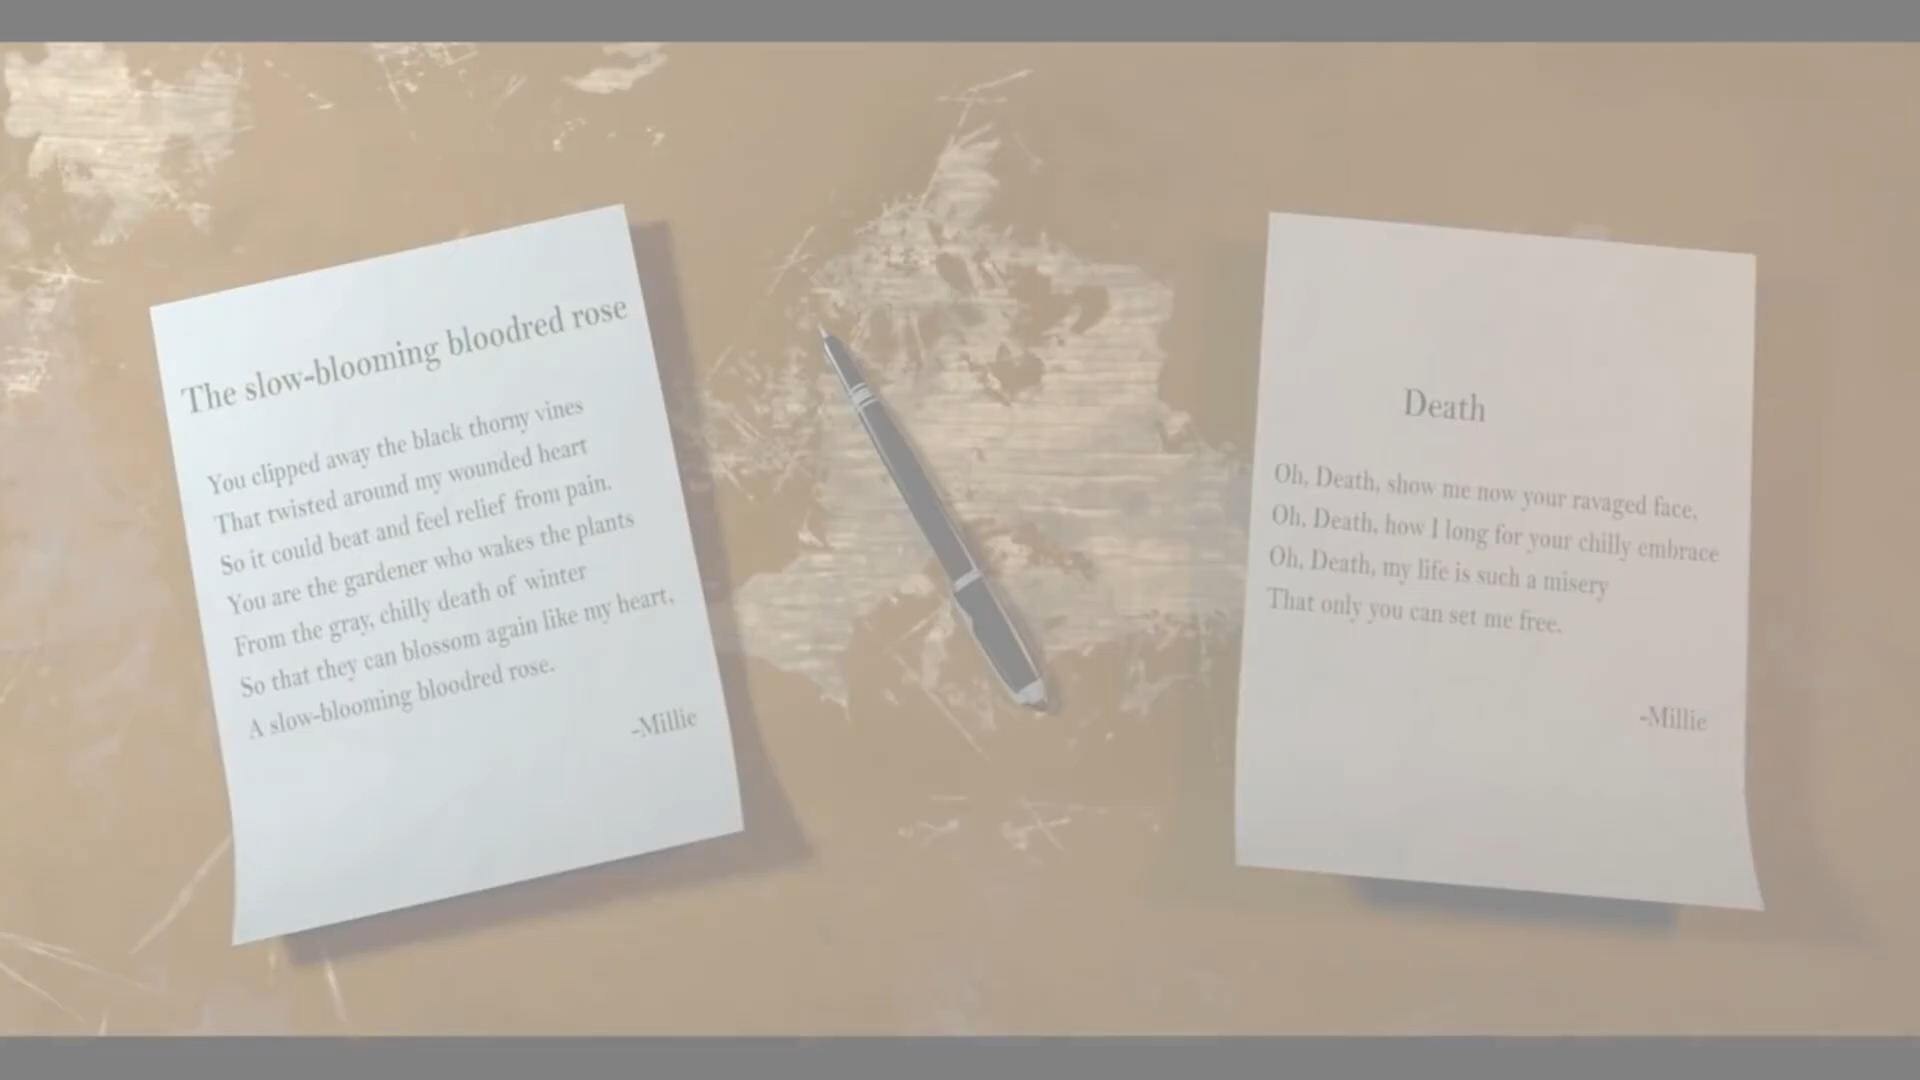 The slow-blooming bloodred rose
You clipped away the black thorny vines
That twisted around my wounded heart
So it could beat and feel relief from pain.
You are the gardener who wakes the plants
From the gray, chilly death of winter
So that they can blossom again like my heart,
A slow-blooming bloodred rose.
-Millie
Death
Oh, Death, show me now your ravaged face,
Oh, Death, how I long for your chilly embrace
Oh, Death, my life is such a misery
That only you can set me free.
-Millie